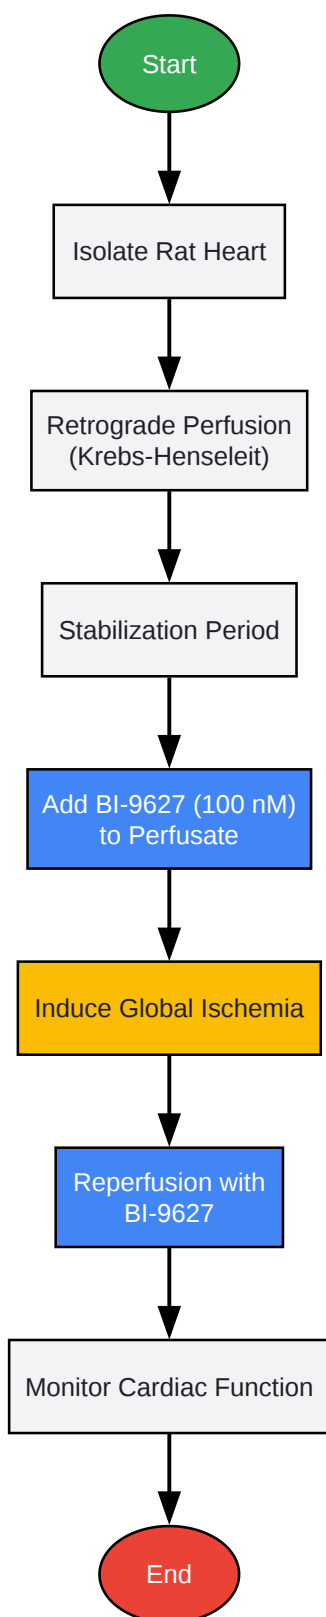 Start
Isolate Rat Heart
Retrograde Perfusion
(Krebs-Henseleit)
Stabilization Period
Add BI-9627 (100 nM)
to Perfusate
Induce Global Ischemia
Reperfusion with
BI-9627
Monitor Cardiac Function
End